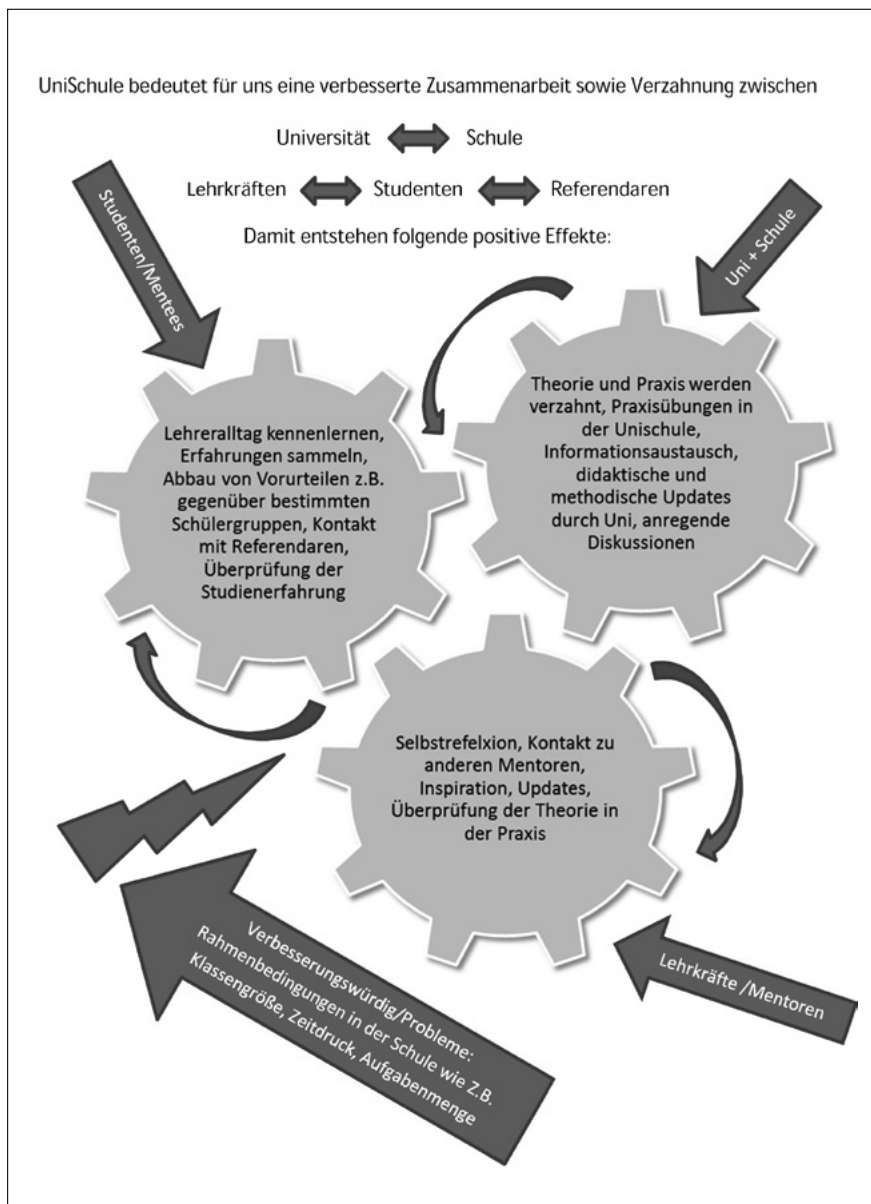 UniSchule bedeutet für uns eine verbesserte Zusammenarbeit sowie Verzahnung zwischen
Universität Schule
Lehrkräften Studenten Referendaren
Damit entstehen folgende positive Effekte:
Studenten/Mentees
Uni + Schule
Lehreralltag kennenlernen,
Erfahrungen sammeln,
Abbau von Vorurteilen z.B.
gegenüber bestimmten
Schülergruppen, Kontakt
mit Referendaren,
Überprüfung der
Studienerfahrung
Theorie und Praxis werden
verzahnt, Praxisübungen in
der Unischule,
Informationsaustausch,
didaktische und
methodische Updates
durch Uni, anregende
Diskussionen
Selbstrefelxion, Kontakt zu
anderen Mentoren,
Inspiration, Updates,
Überprüfung der Theorie in
der Praxis
Verbesserungswürdig/Probleme:
Rahmenbedingungen in der Schule wie Z.B.
Klassengröße, Zeitdruck, Aufgabenmenge
Lehrkräfte /Mentoren